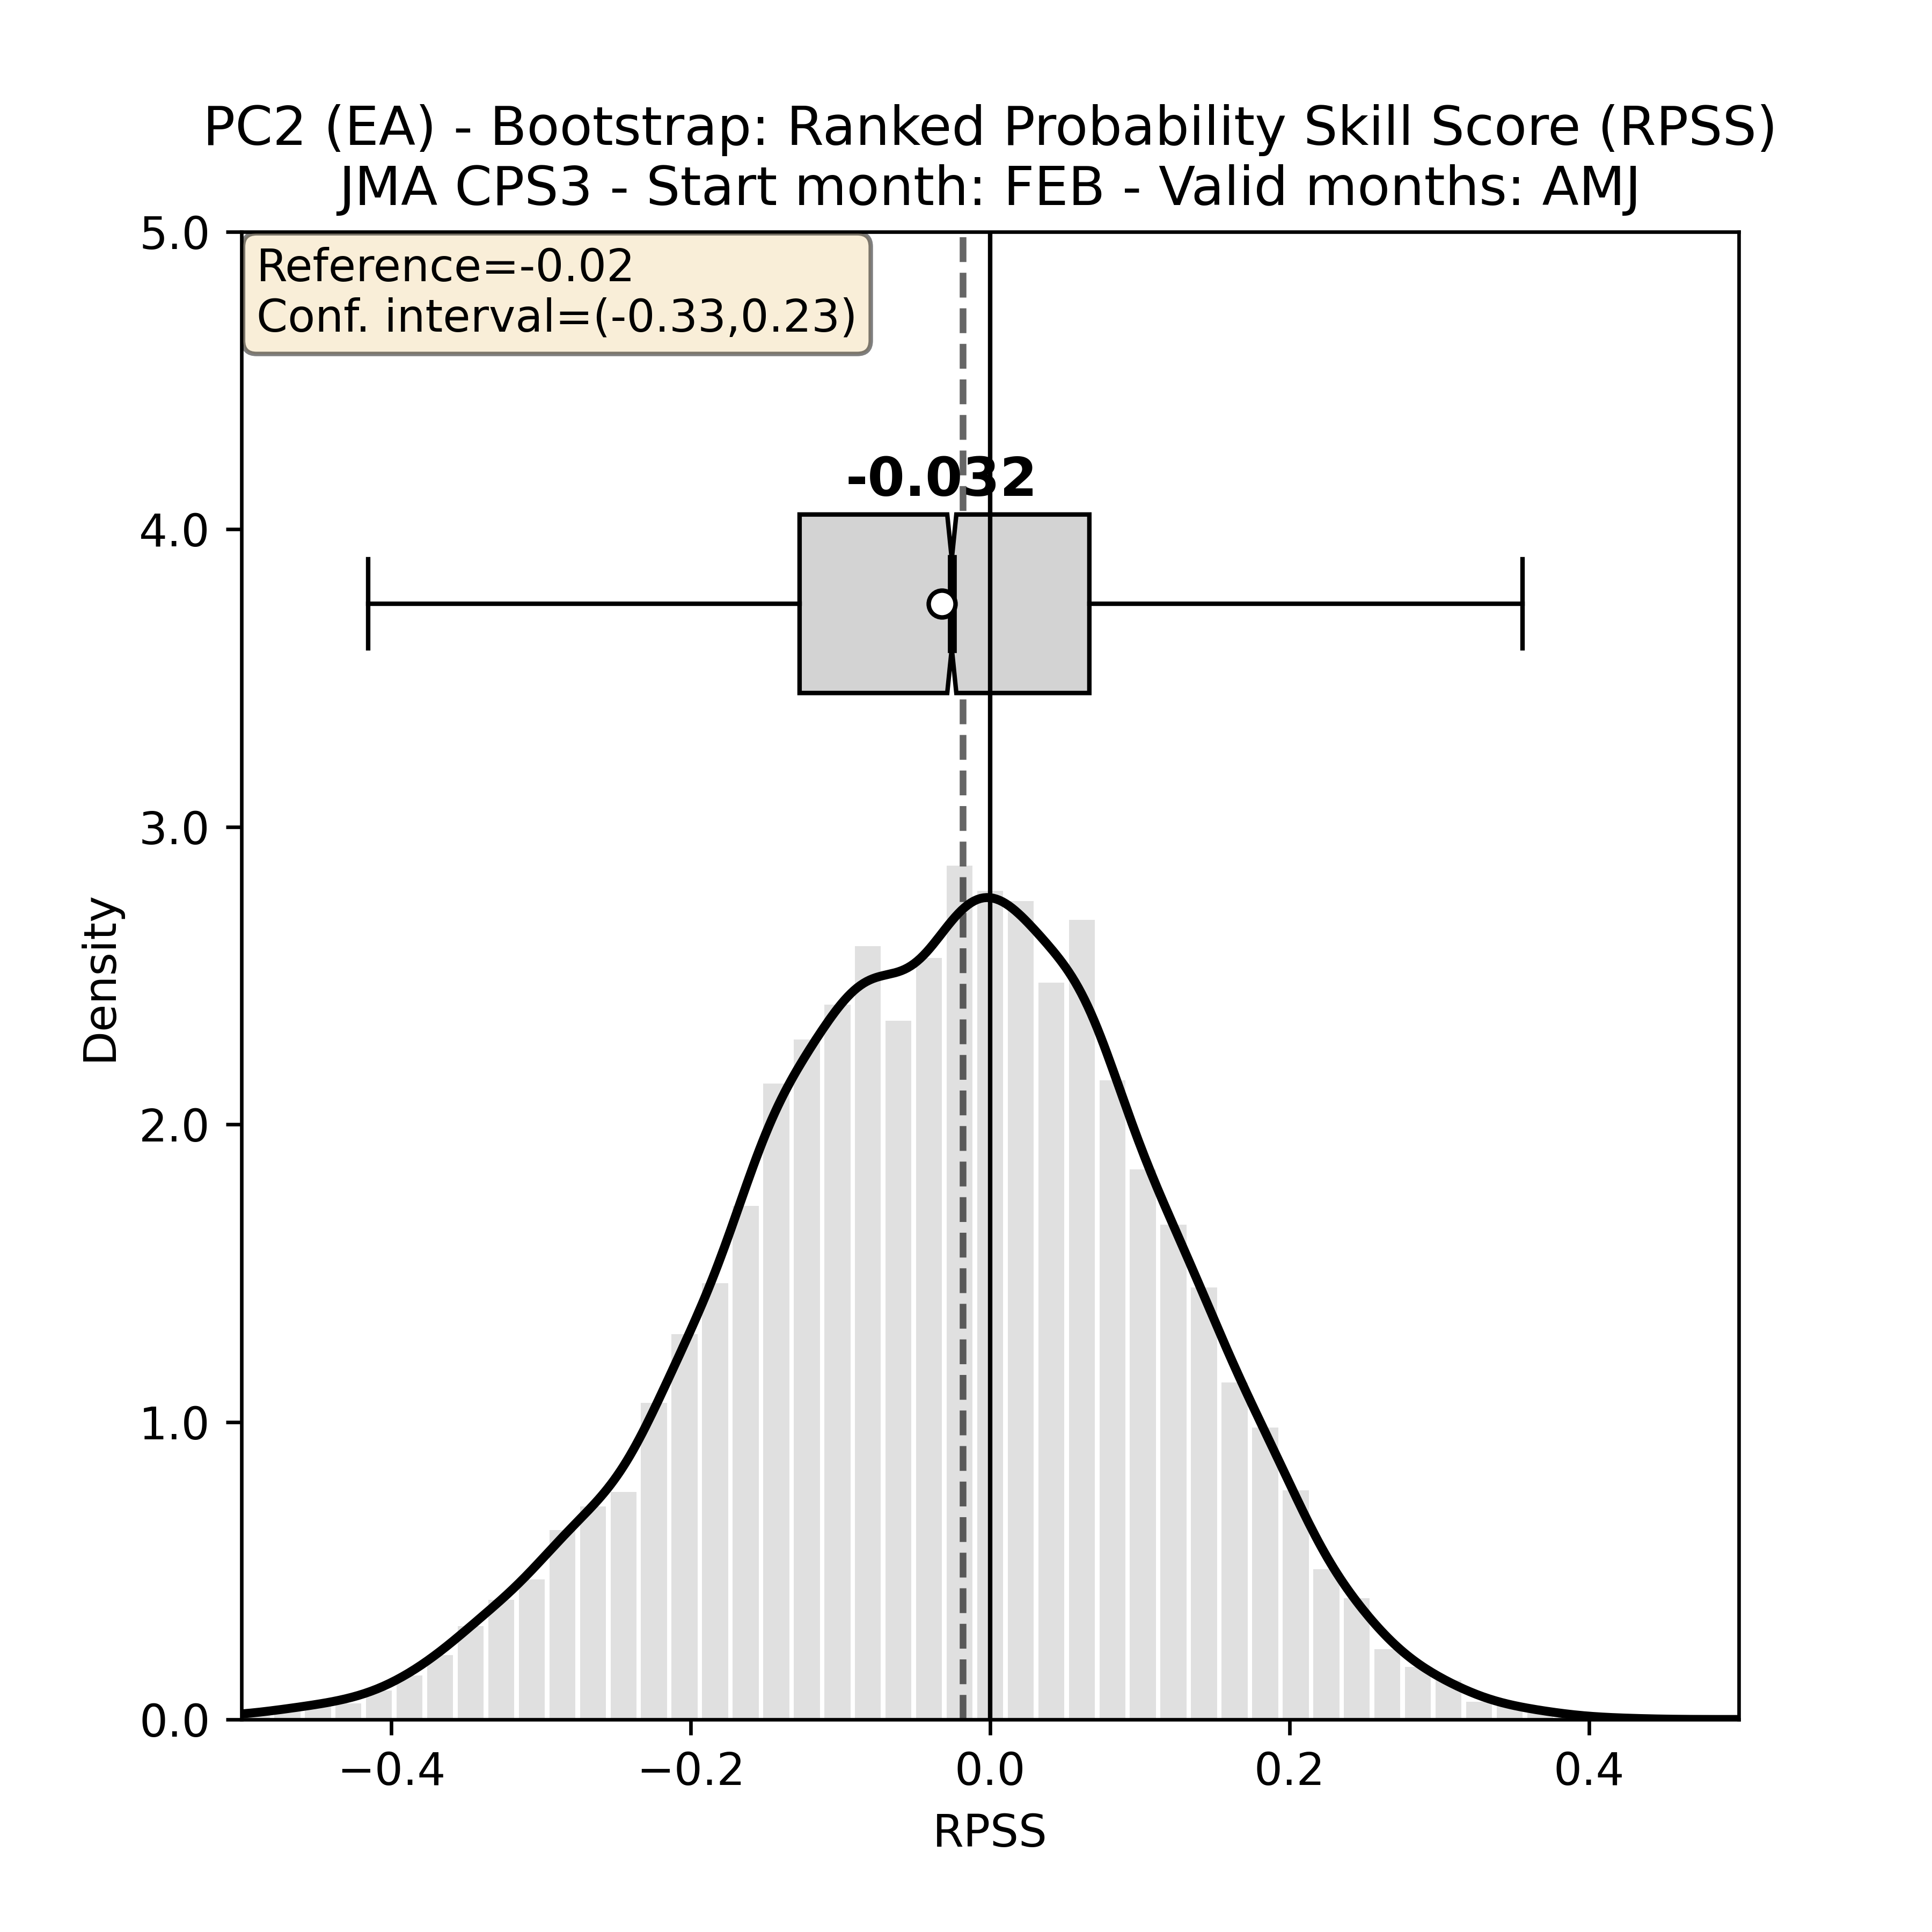 PC2 (EA) - Bootstrap: Ranked Probability Skill Score (RPSS)
JMA CPS3 - Start month: FEB - Valid months: AMJ
5.0
Reference=-0.02
Conf. interval=(-0.33,0.23)
-0.032
4.0
3.0
Density
2.0
1.0
0.0
−0.4 −0.2 0.0 0.2 0.4
RPSS